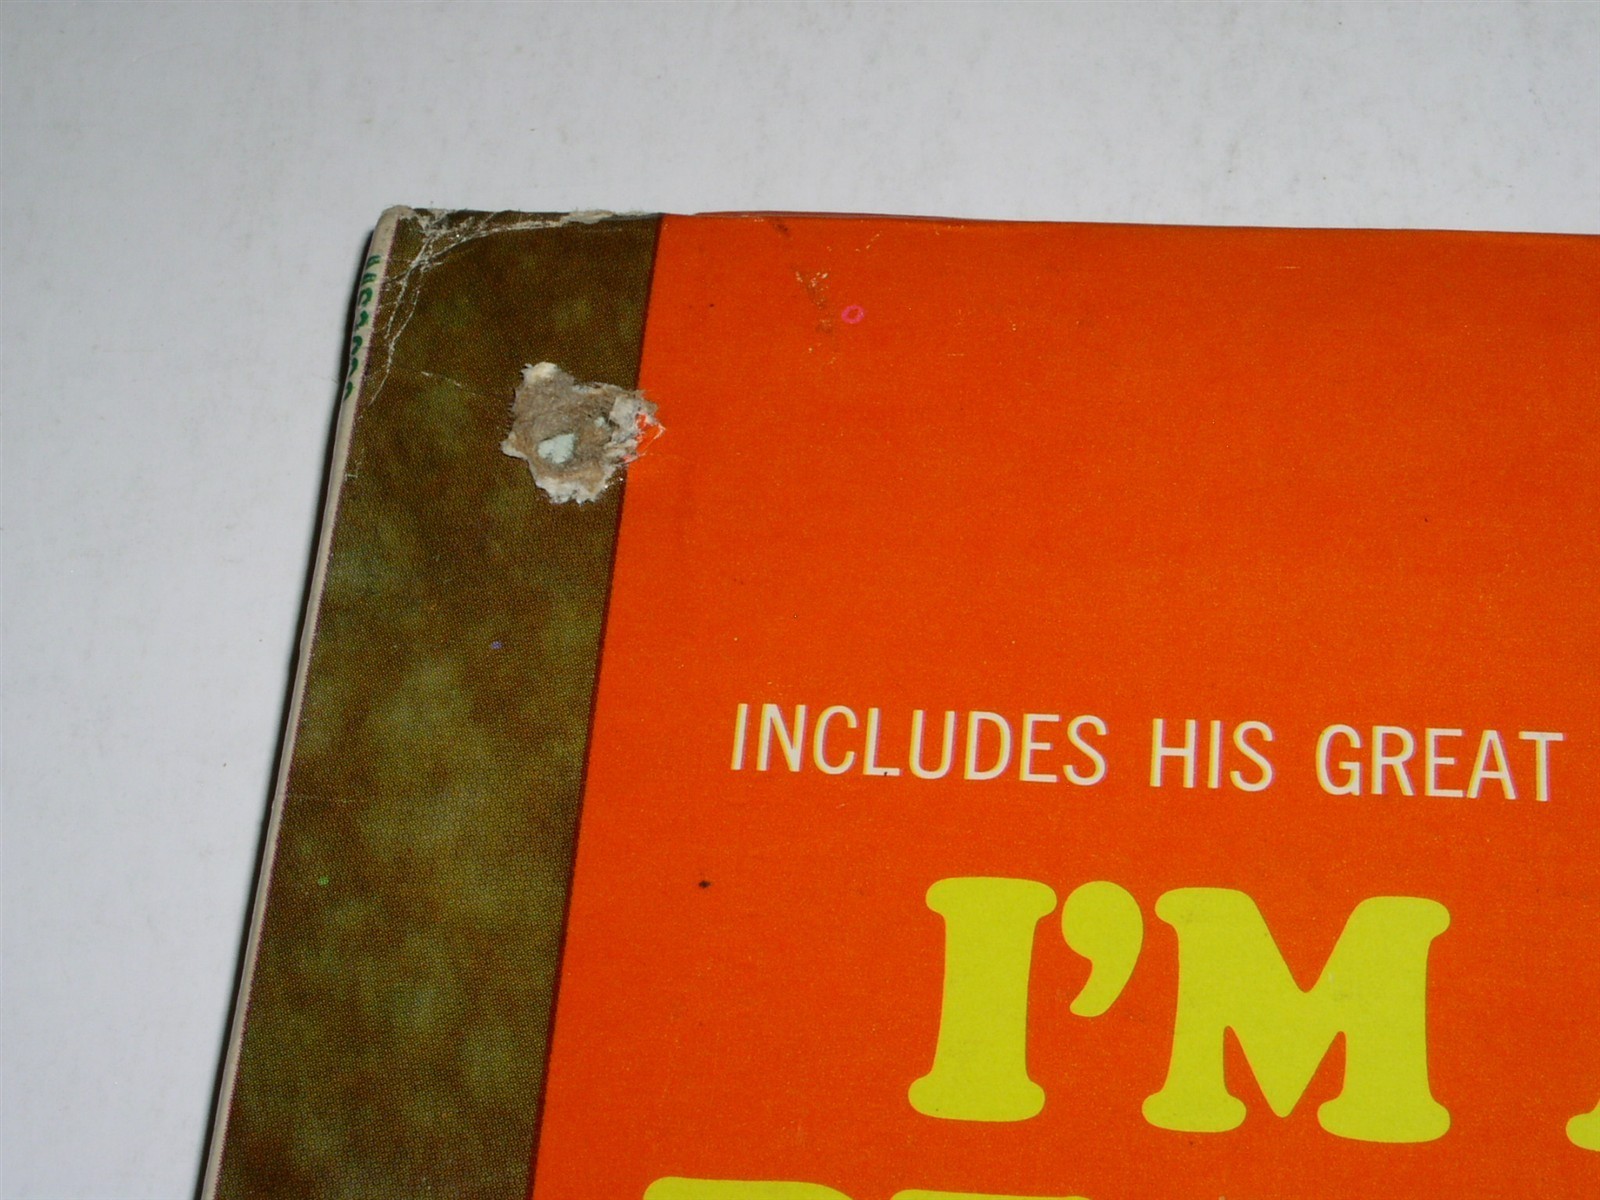 INCLUDES HIS GREAT
I'M